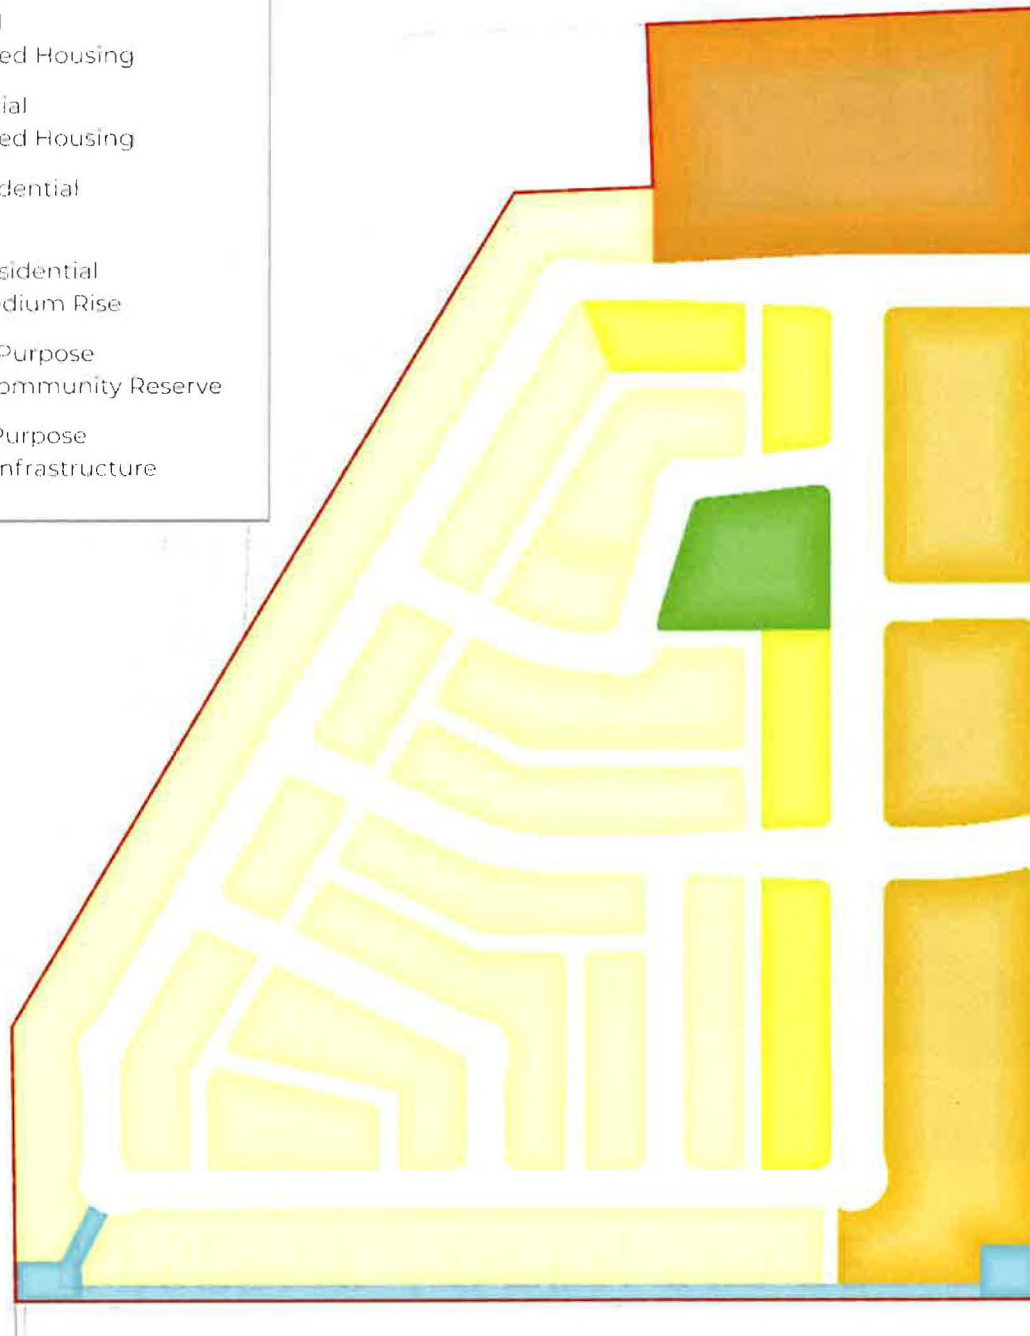 ed Housing
ial
ed Housing
dential
sidential
dium Rise
Purpose
ommunity Reserve
Purpose
nfrastructure